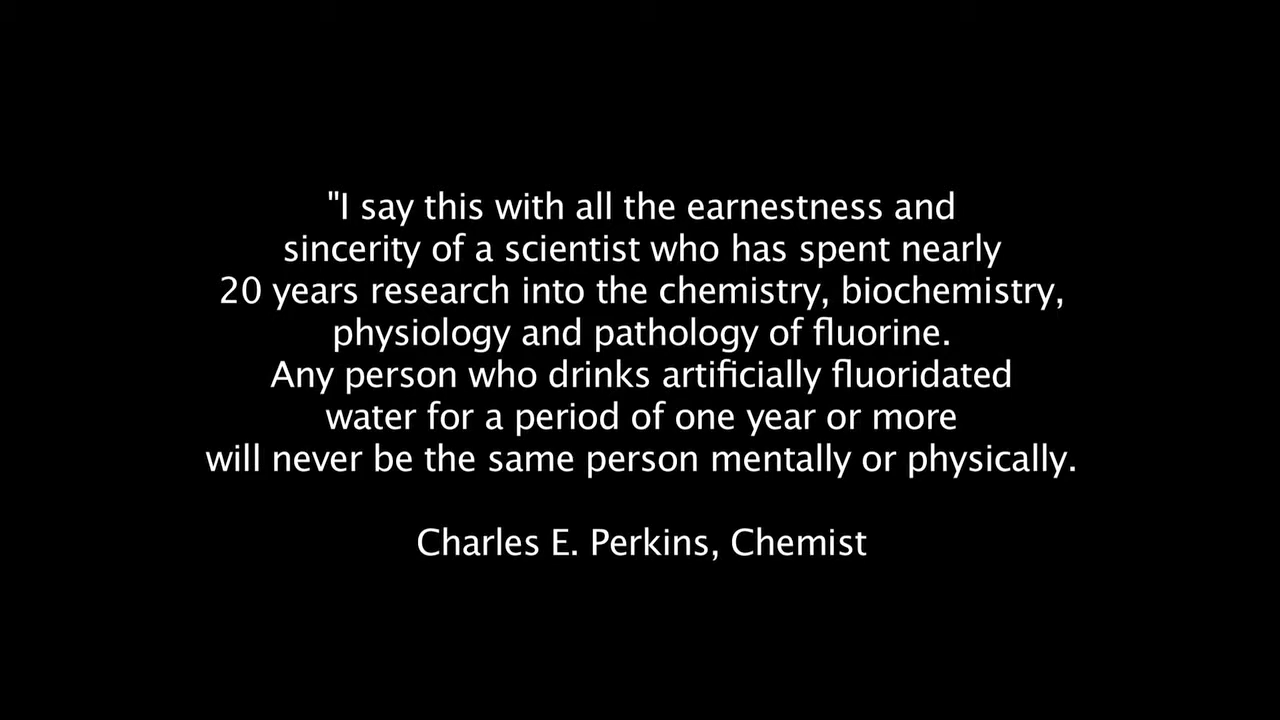 "I say this with all the earnestness and
sincerity of a scientist who has spent nearly
20 years research into the chemistry, biochemistry,
physiology and pathology of fluorine.
Any person who drinks artificially fluoridated
water for a period of one year or more
will never be the same person mentally or physically.
Charles E. Perkins, Chemist